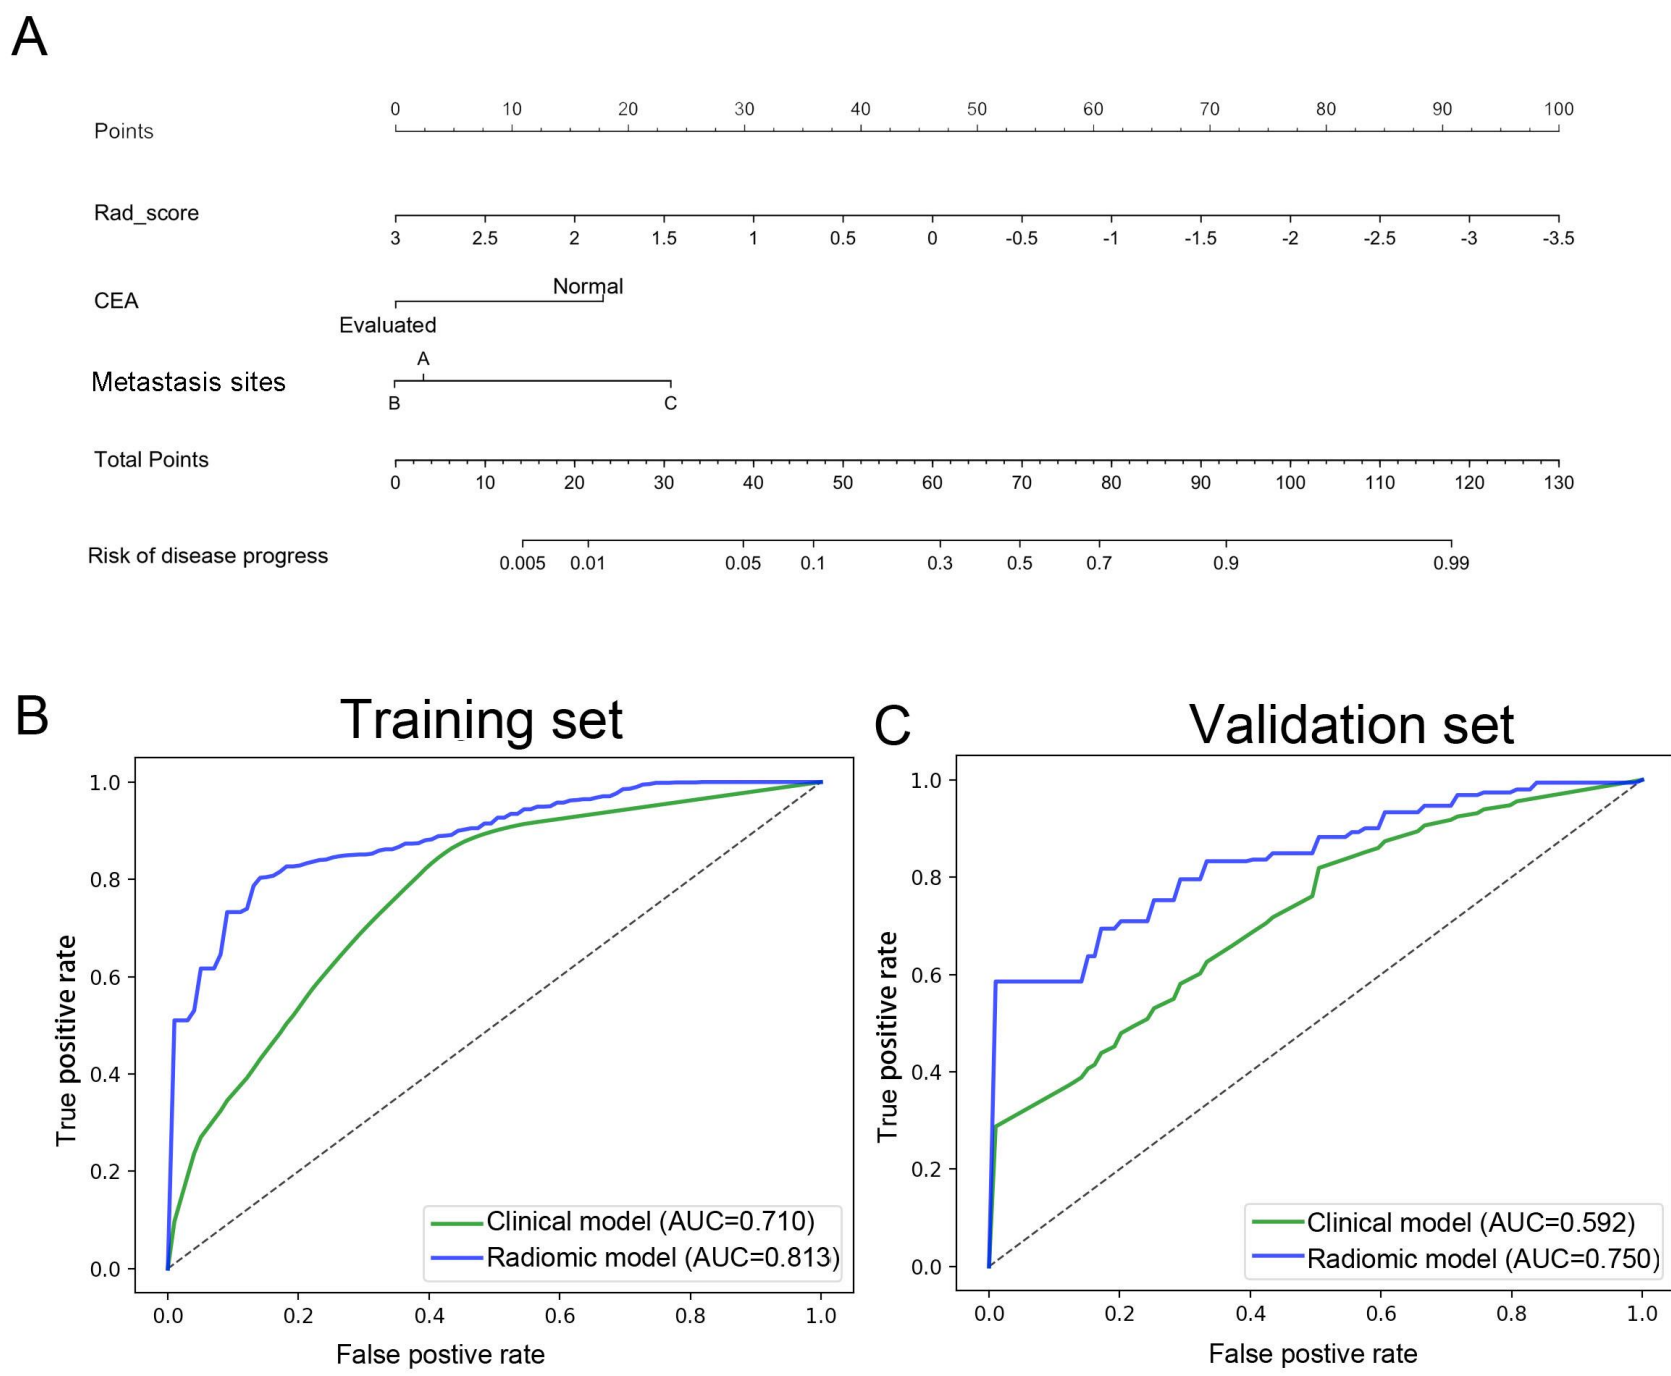 A
0 10 20 30 40 50 60 70 80 90 100
Points
Rad_score
3 2.5 2 1.5 1 0.5 0 -0.5 -1 -1.5 -2 -2.5 -3 -3.5
Normal
CEA
Evaluated
A
Metastasis sites
B C
Total Points
0 10 20 30 40 50 60 70 80 90 100 110 120 130
Risk of disease progress
0.005 0.01 0.05 0.1 0.3 0.5 0.7 0.9 0.99
B
Training set
1.0
0.8
0.6
0.4
0.2
0.0
True positive rate
Clinical model (AUC=0.710)
Radiomic model (AUC=0.813)
0.0 0.2 0.4 0.6 0.8 1.0
False postive rate
C
Validation set
1.0
0.8
0.6
0.4
0.2
0.0
True positive rate
Clinical model (AUC=0.592)
Radiomic model (AUC=0.750)
0.0 0.2 0.4 0.6 0.8 1.0
False postive rate